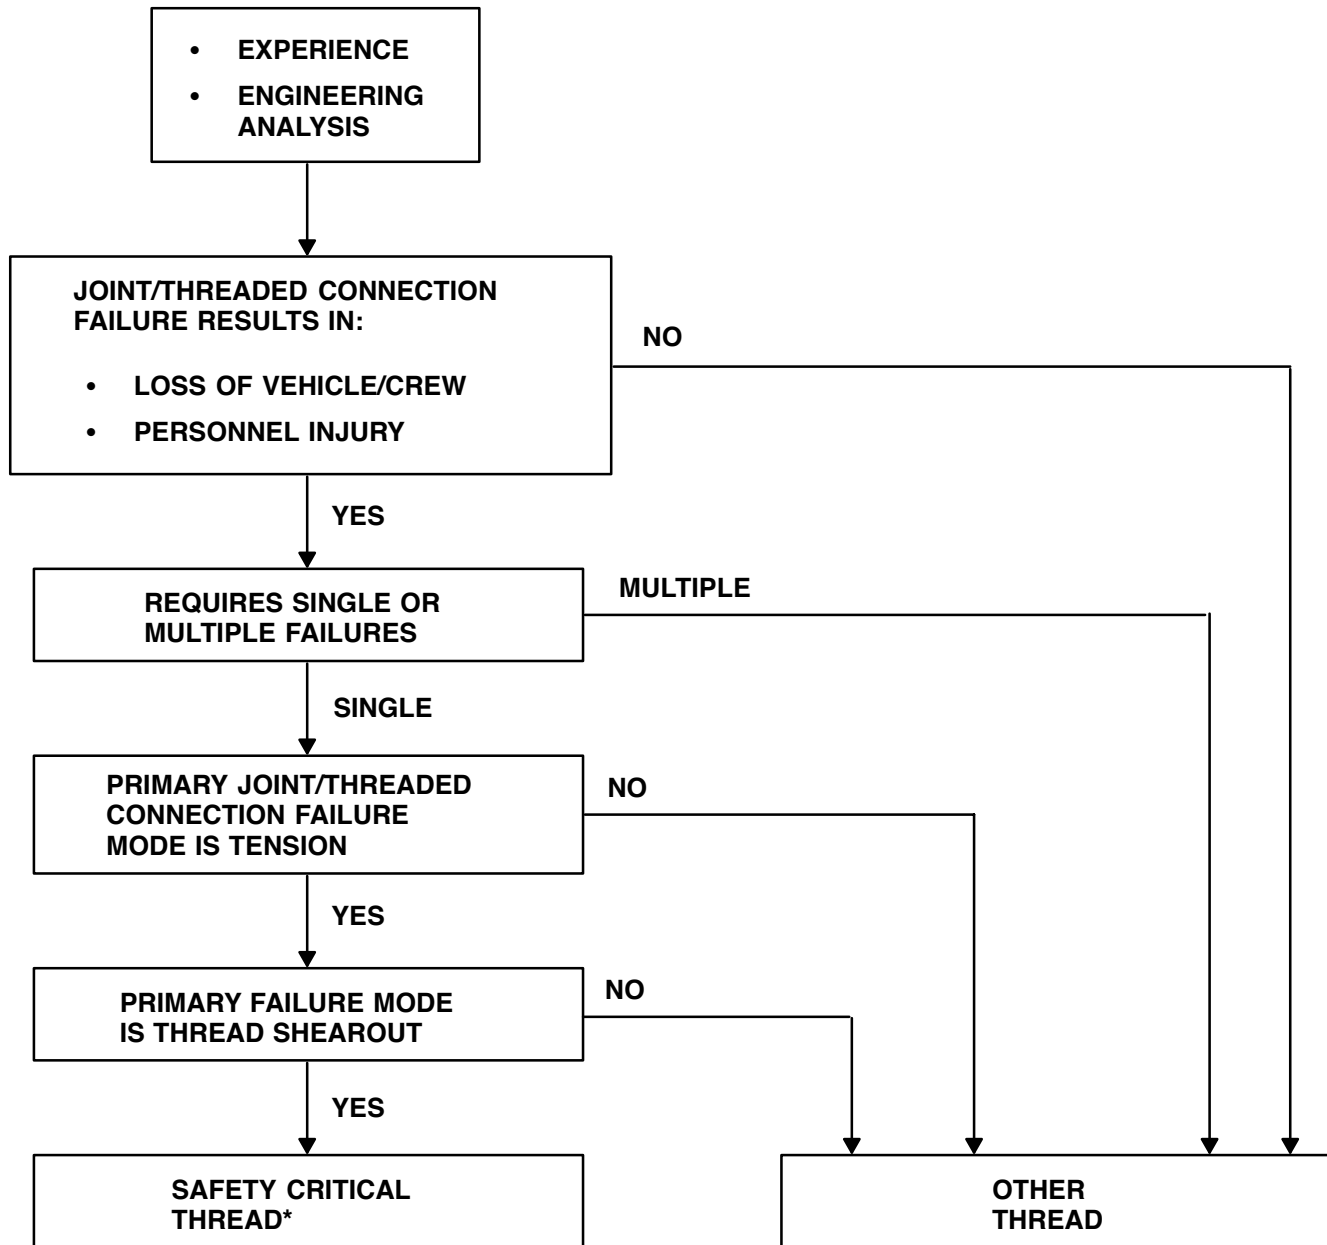 • EXPERIENCE
• ENGINEERING
ANALYSIS
JOINT/THREADED CONNECTION
FAILURE RESULTS IN:
• LOSS OF VEHICLE/CREW
• PERSONNEL INJURY
NO
YES
REQUIRES SINGLE OR
MULTIPLE FAILURES
MULTIPLE
SINGLE
PRIMARY JOINT/THREADED
CONNECTION FAILURE
MODE IS TENSION
NO
YES
PRIMARY FAILURE MODE
IS THREAD SHEAROUT
NO
YES
SAFETY CRITICAL
THREAD*
OTHER
THREAD